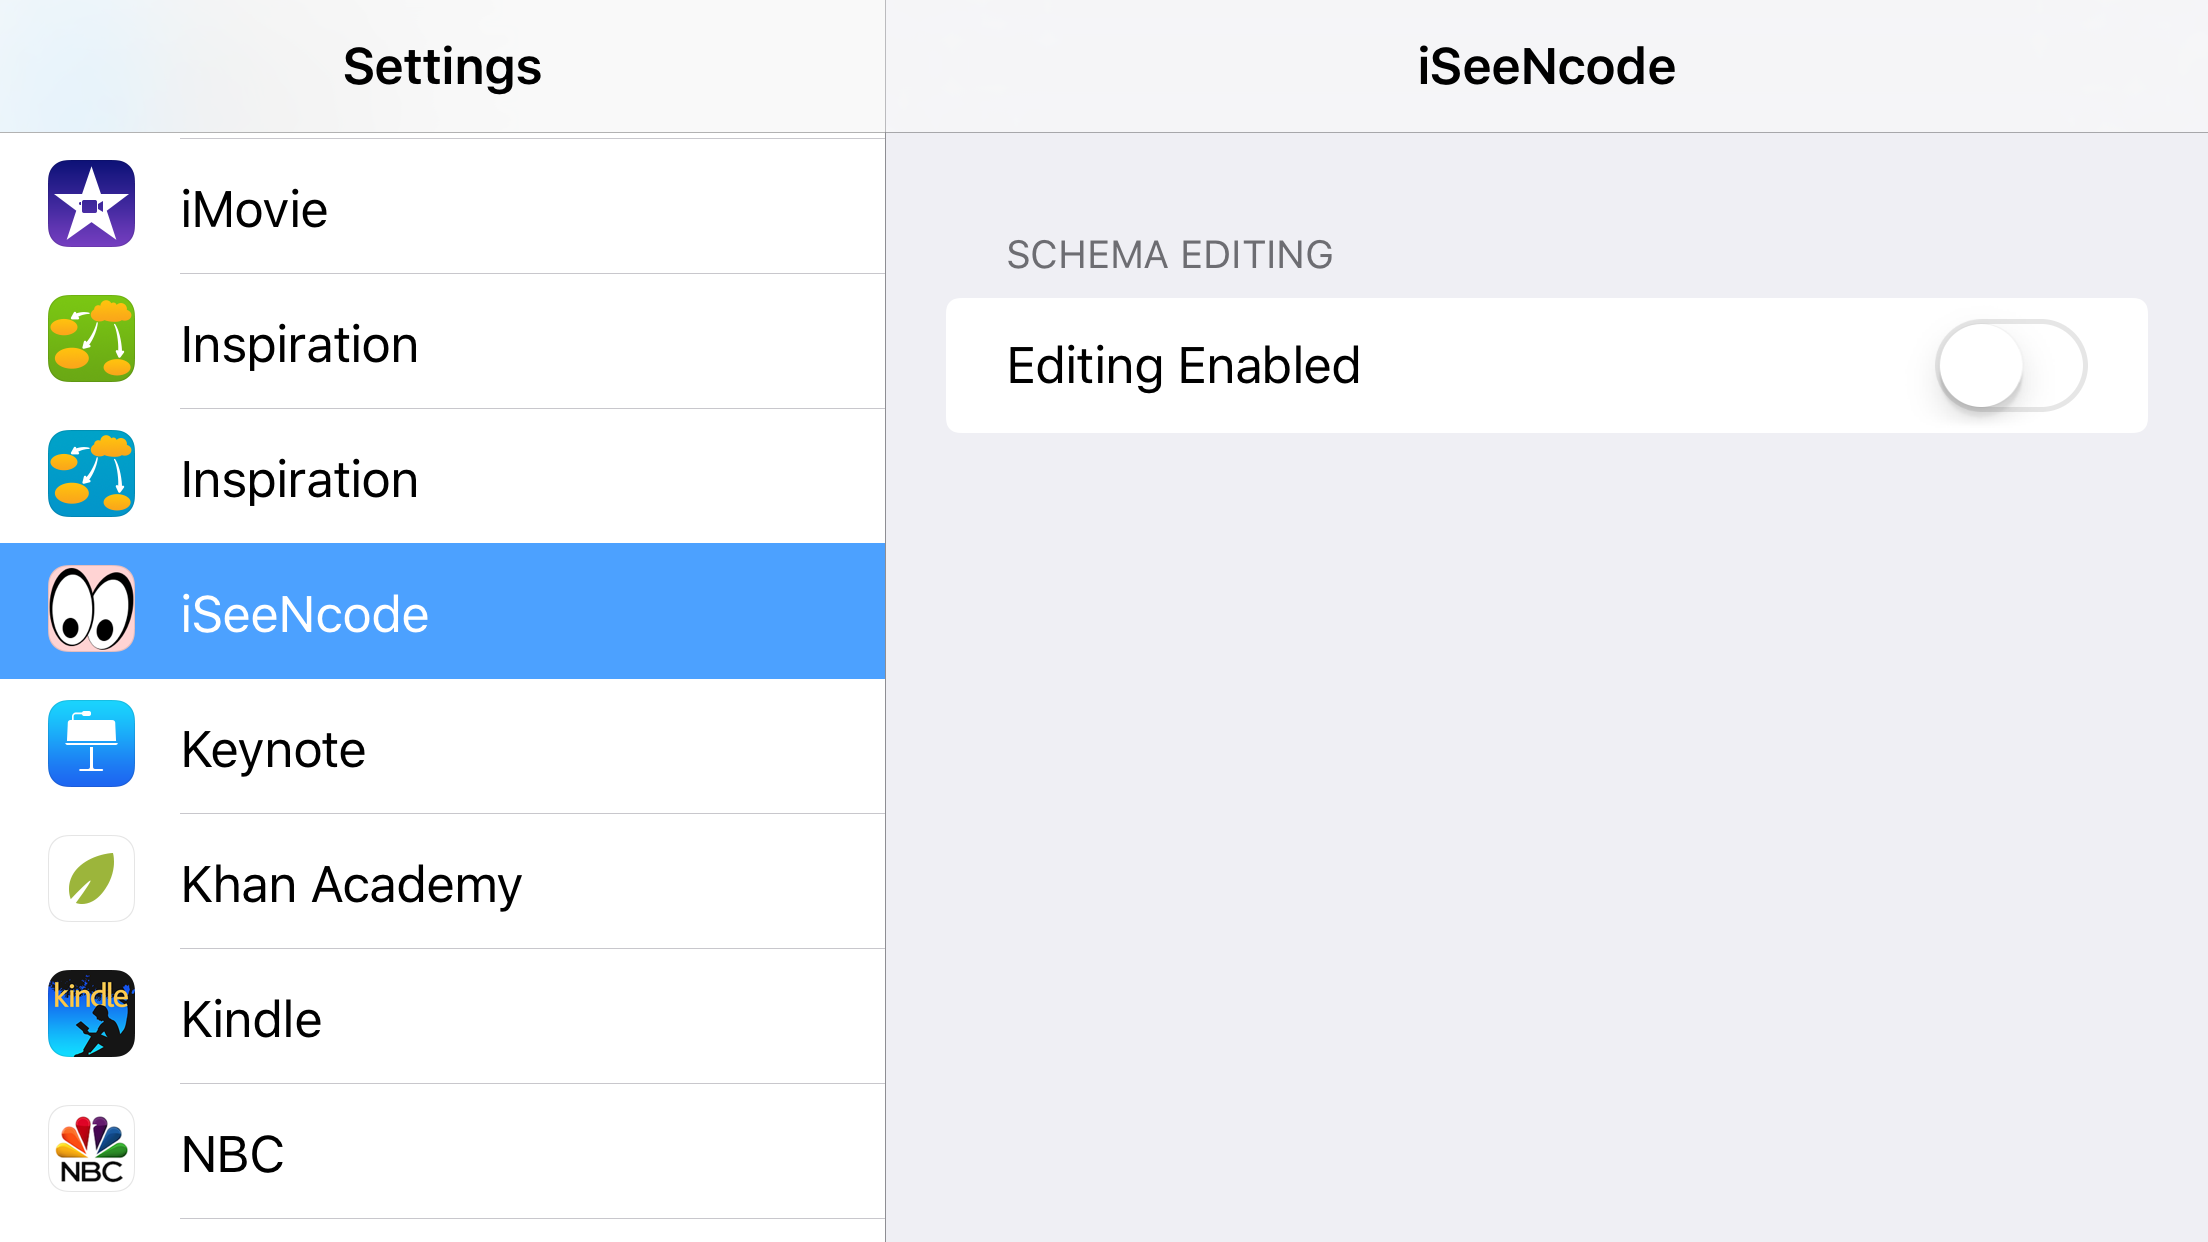 Settings
iMovie
Inspiration
Inspiration
iSeeNcode
Keynote
Khan Academy
kindle
Kindle
NBC
NBC
iSeeNcode
SCHEMA EDITING
Editing Enabled